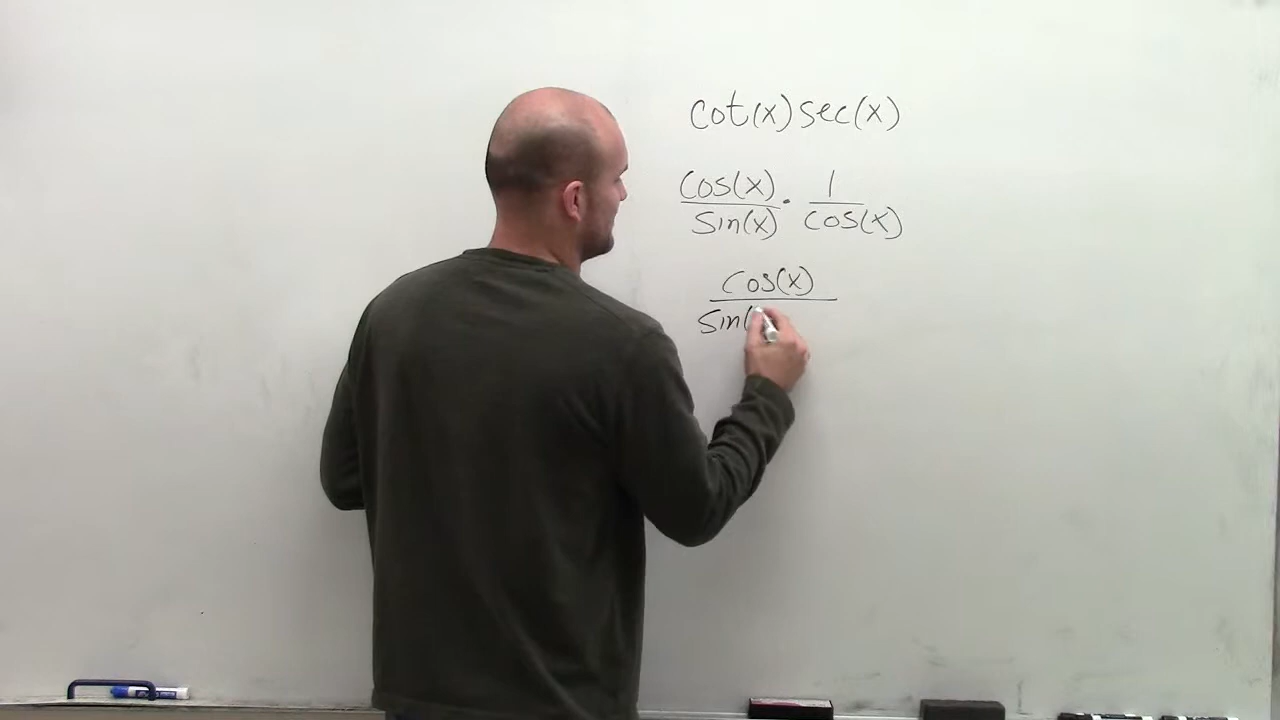 cot(x) sec(x)
cos(x)/sin(x) · 1/cos(x)
cos(x)
sin(